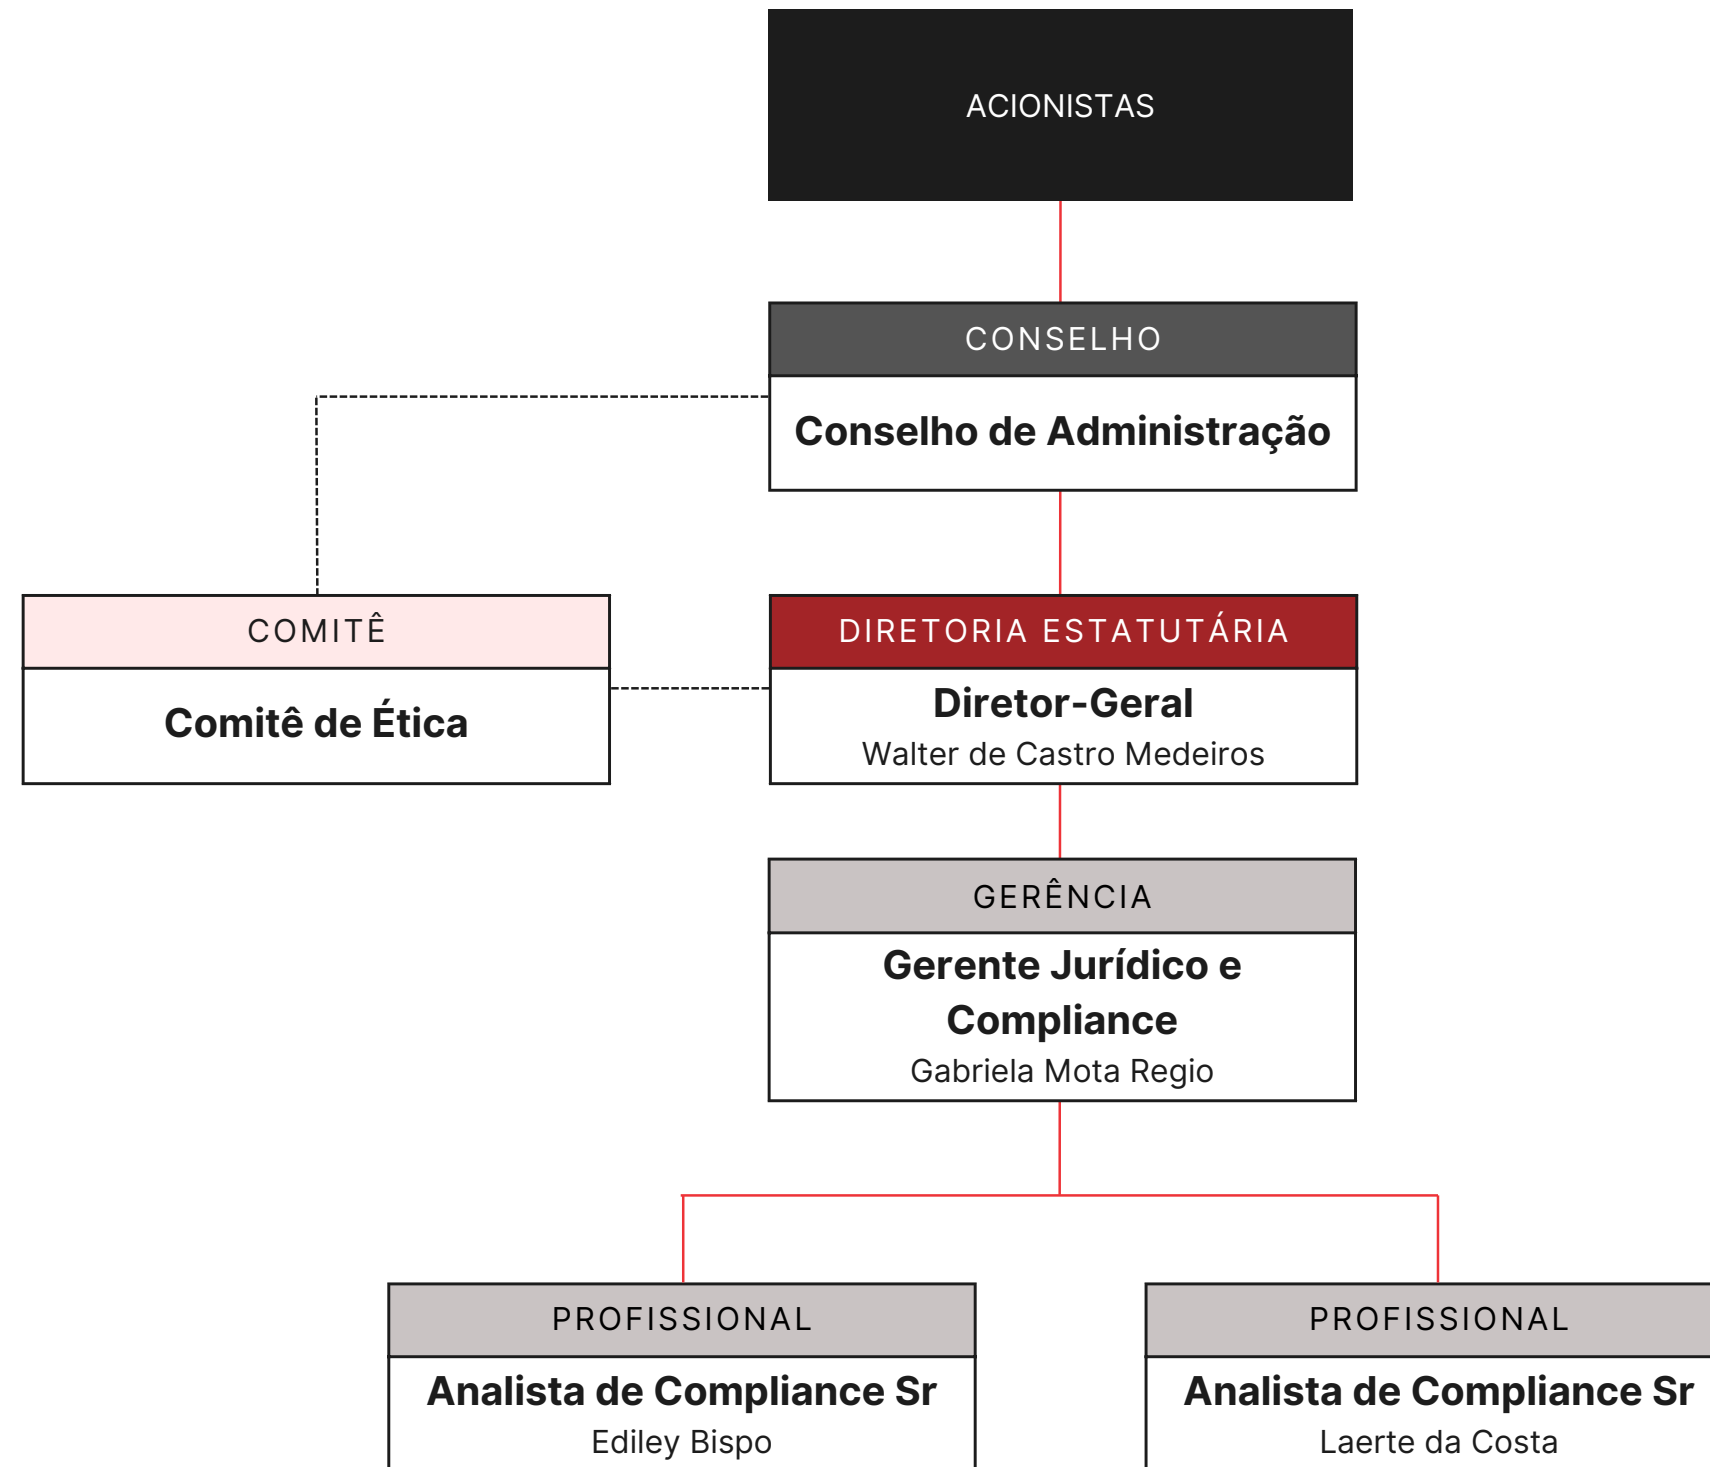 ACIONISTAS
CONSELHO
Conselho de Administração
COMITÊ
Comitê de Ética
DIRETORIA ESTATUTÁRIA
Diretor-Geral
Walter de Castro Medeiros
GERÊNCIA
Gerente Jurídico e
Compliance
Gabriela Mota Regio
PROFISSIONAL
Analista de Compliance Sr
Ediley Bispo
PROFISSIONAL
Analista de Compliance Sr
Laerte da Costa